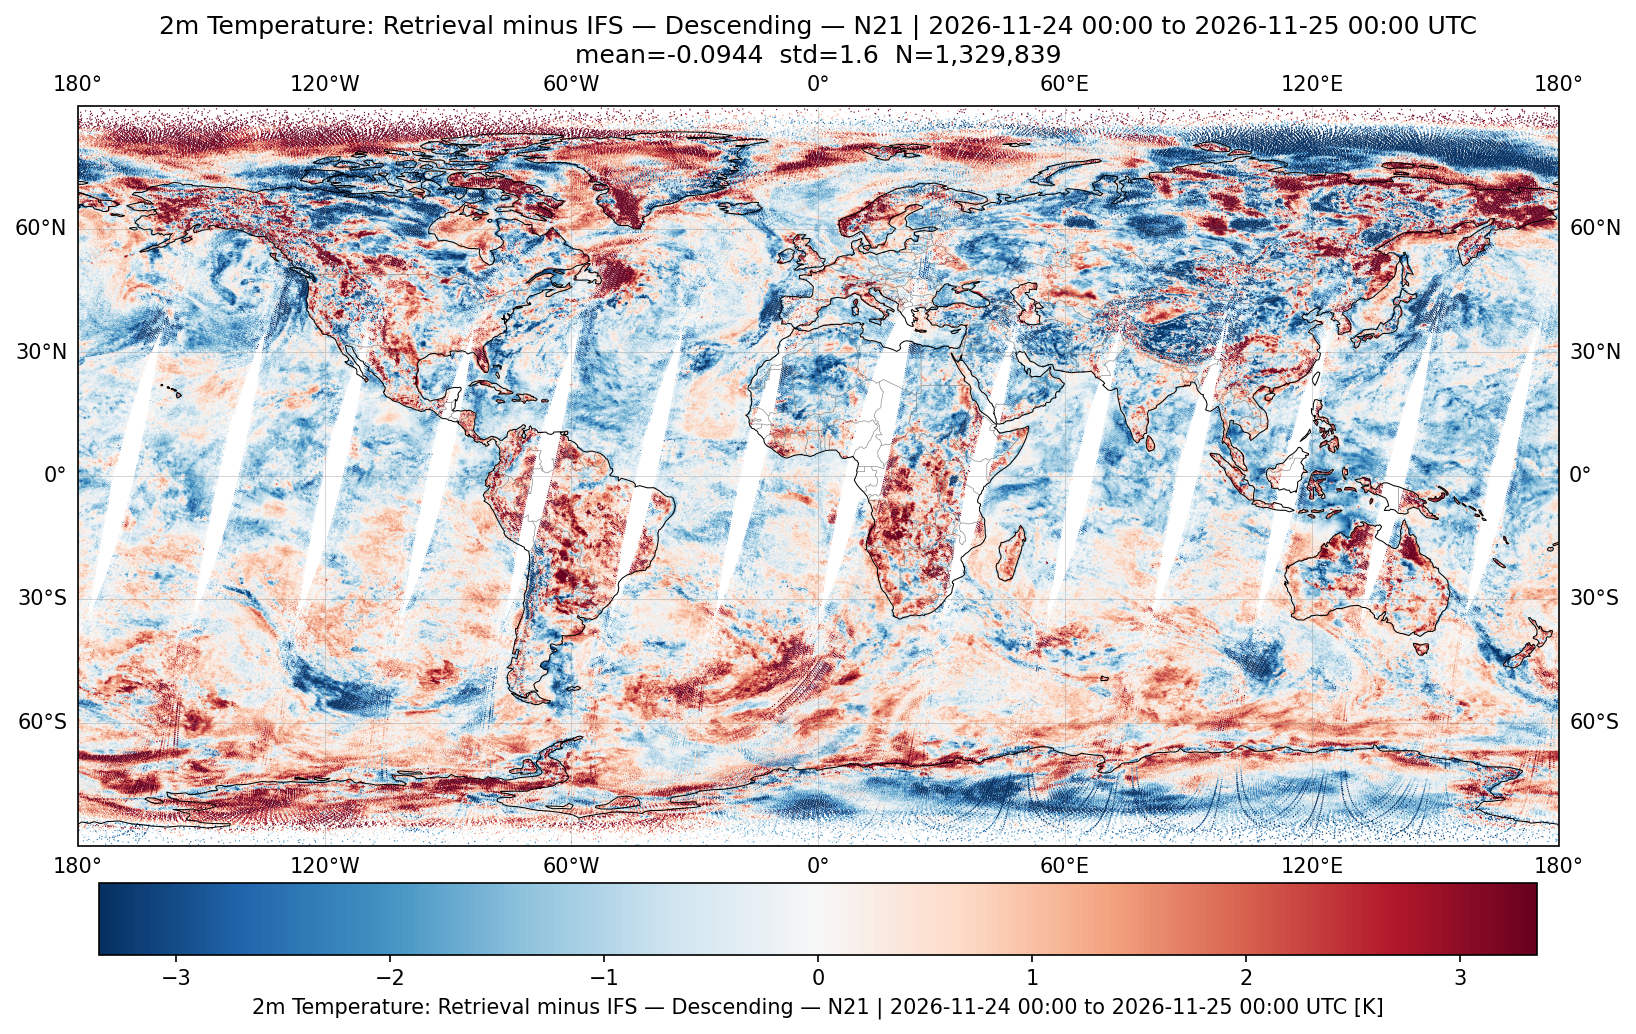 2m Temperature: Retrieval minus IFS — Descending — N21 | 2026-11-24 00:00 to 2026-11-25 00:00 UTC
mean=-0.0944 std=1.6 N=1,329,839
180° 120°W 60°W 0° 60°E 120°E 180°
60°N 60°N
30°N 30°N
0° 0°
30°S 30°S
60°S 60°S
180° 120°W 60°W 0° 60°E 120°E 180°
−3 −2 −1 0 1 2 3
2m Temperature: Retrieval minus IFS — Descending — N21 | 2026-11-24 00:00 to 2026-11-25 00:00 UTC [K]